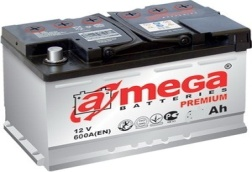 a mega
BATTERIES
PREMIUM
12 V
600A(EN)
Ah